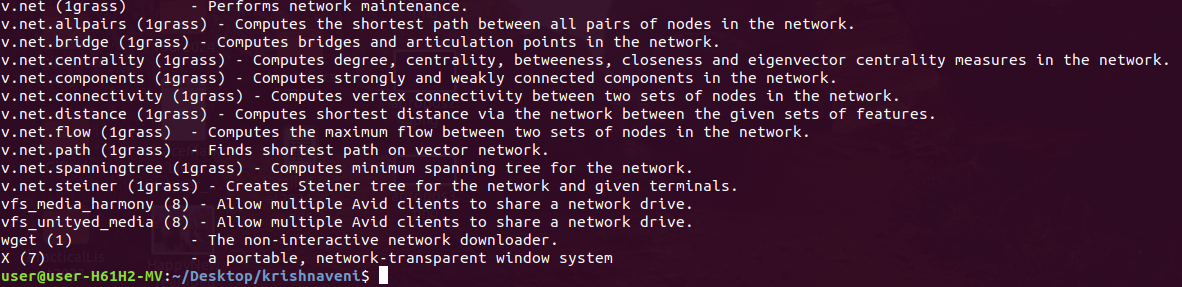 v.net (1grass) - Performs network maintenance.
v.net.allpairs (1grass) - Computes the shortest path between all pairs of nodes in the network.
v.net.bridge (1grass) - Computes bridges and articulation points in the network.
v.net.centrality (1grass) - Computes degree, centrality, betweeness, closeness and eigenvector centrality measures in the network.
v.net.components (1grass) - Computes strongly and weakly connected components in the network.
v.net.connectivity (1grass) - Computes vertex connectivity between two sets of nodes in the network.
v.net.distance (1grass) - Computes shortest distance via the network between the given sets of features.
v.net.flow (1grass) - Computes the maximum flow between two sets of nodes in the network.
v.net.path (1grass) - Finds shortest path on vector network.
v.net.spanningtree (1grass) - Computes minimum spanning tree for the network.
v.net.steiner (1grass) - Creates Steiner tree for the network and given terminals.
vfs_media_harmony (8) - Allow multiple Avid clients to share a network drive.
vfs_unityed_media (8) - Allow multiple Avid clients to share a network drive.
wget (1) - The non-interactive network downloader.
X (7) - a portable, network-transparent window system
user@user-H61H2-MV:~/Desktop/krishnaveni$